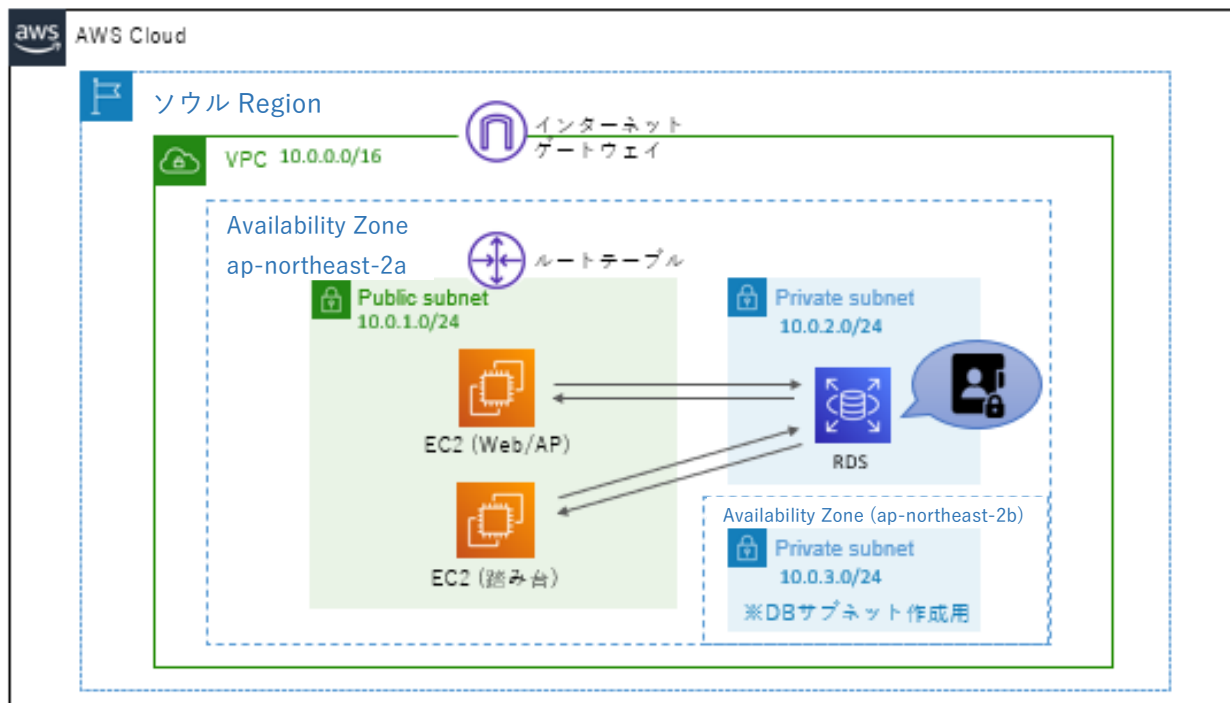 aws
AWS Cloud
ソウル Region
インターネット
ゲートウェイ
VPC 10.0.0.0/16
Availability Zone
ap-northeast-2a
ルートテーブル
Public subnet
10.0.1.0/24
Private subnet
10.0.2.0/24
EC2 (Web/AP)
RDS
EC2 (踏み台)
Availability Zone (ap-northeast-2b)
Private subnet
10.0.3.0/24
※DBサブネット作成用